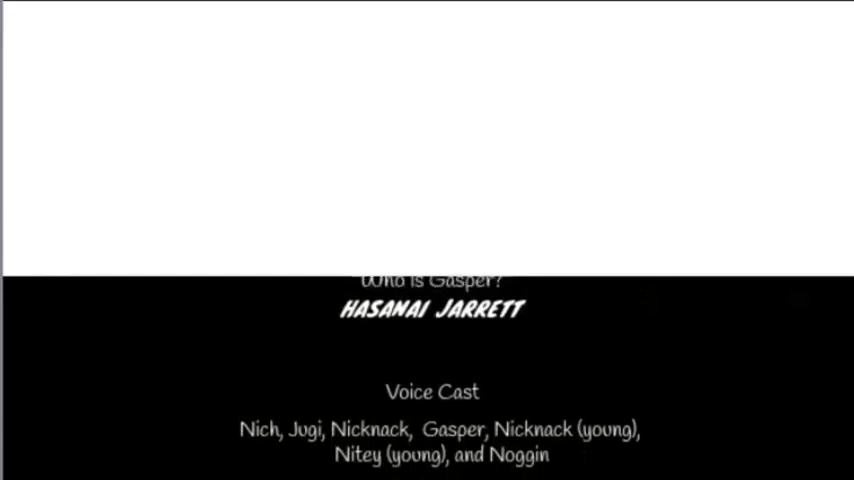 Who is Gasper?
HASANAI JARRETT
Voice Cast
Nich, Jugi, Nicknack, Gasper, Nicknack (young),
Nitey (young), and Noggin